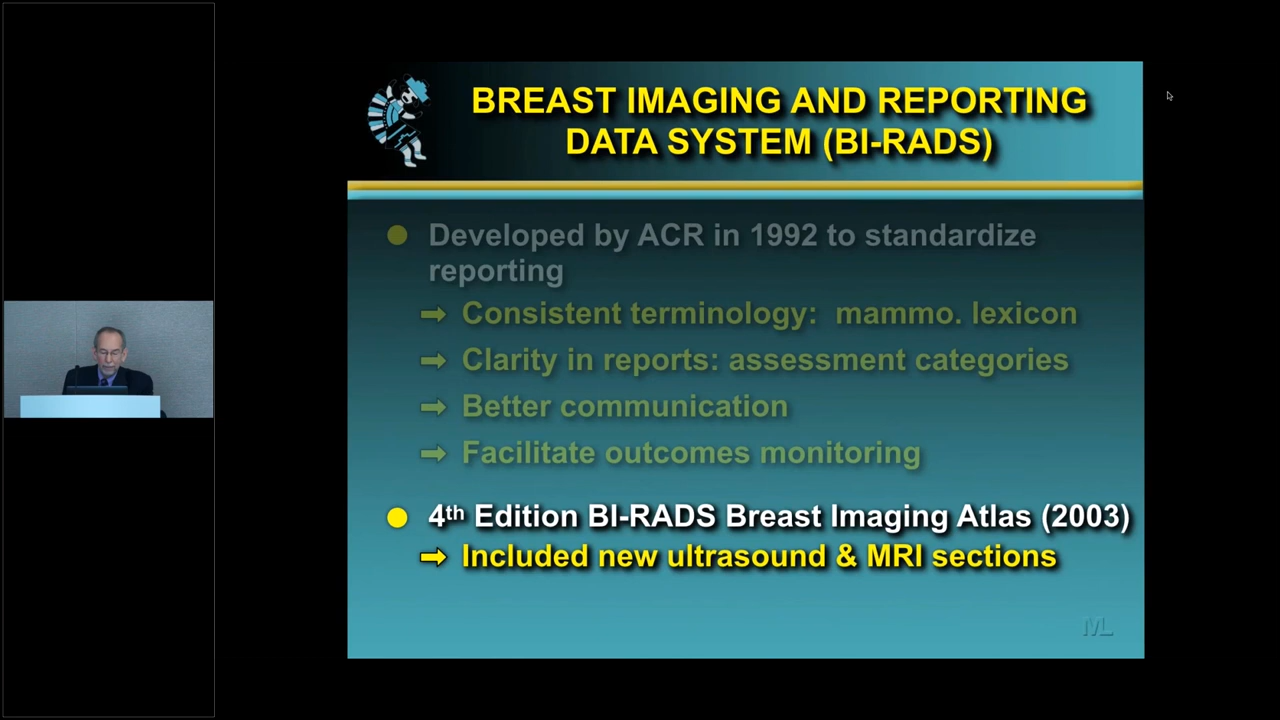 BREAST IMAGING AND REPORTING
DATA SYSTEM (BI-RADS)
Developed by ACR in 1992 to standardize
reporting
Consistent terminology: mammo. lexicon
Clarity in reports: assessment categories
Better communication
Facilitate outcomes monitoring
4th Edition BI-RADS Breast Imaging Atlas (2003)
Included new ultrasound & MRI sections
ML